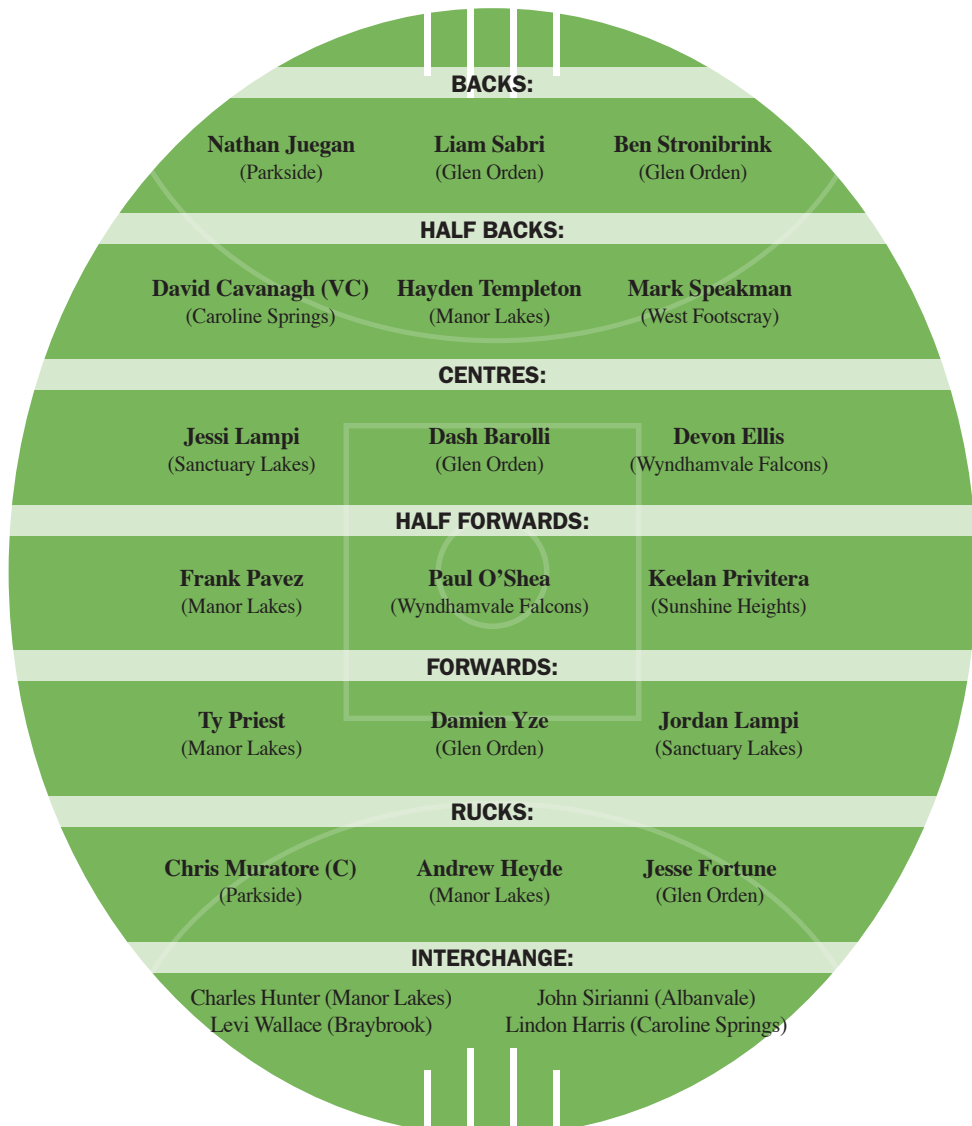 BACKS:
Nathan Juegan Liam Sabri Ben Stronibrink
(Parkside) (Glen Orden) (Glen Orden)
HALF BACKS:
David Cavanagh (VC) Hayden Templeton Mark Speakman
(Caroline Springs) (Manor Lakes) (West Footscray)
CENTRES:
Jessi Lampi Dash Barolli Devon Ellis
(Sanctuary Lakes) (Glen Orden) (Wyndhamvale Falcons)
HALF FORWARDS:
Frank Pavez Paul O’Shea Keelan Privitera
(Manor Lakes) (Wyndhamvale Falcons) (Sunshine Heights)
FORWARDS:
Ty Priest Damien Yze Jordan Lampi
(Manor Lakes) (Glen Orden) (Sanctuary Lakes)
RUCKS:
Chris Muratore (C) Andrew Heyde Jesse Fortune
(Parkside) (Manor Lakes) (Glen Orden)
INTERCHANGE:
Charles Hunter (Manor Lakes) John Sirianni (Albanvale)
Levi Wallace (Braybrook) Lindon Harris (Caroline Springs)